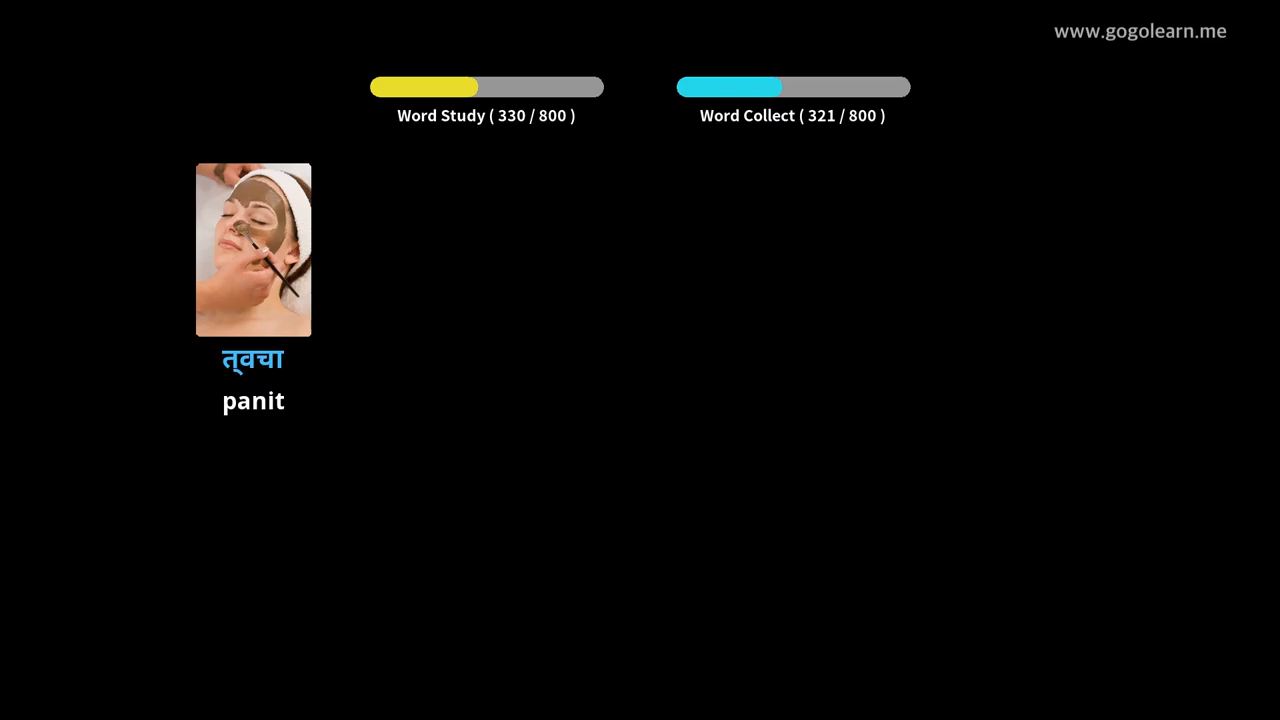 www.gogolearn.me
Word Study ( 330 / 800 )
Word Collect ( 321 / 800 )
त्वचा
panit